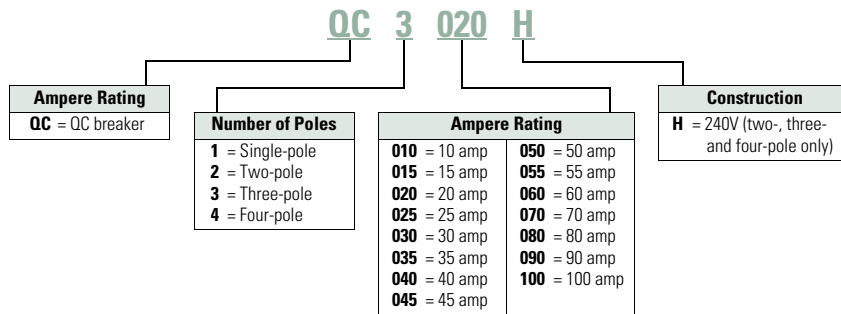 QC 3 020 H
Ampere Rating
QC = QC breaker
Number of Poles
1 = Single-pole
2 = Two-pole
3 = Three-pole
4 = Four-pole
Ampere Rating
010 = 10 amp
015 = 15 amp
020 = 20 amp
025 = 25 amp
030 = 30 amp
035 = 35 amp
040 = 40 amp
045 = 45 amp
050 = 50 amp
055 = 55 amp
060 = 60 amp
070 = 70 amp
080 = 80 amp
090 = 90 amp
100 = 100 amp
Construction
H = 240V (two-, three-
and four-pole only)